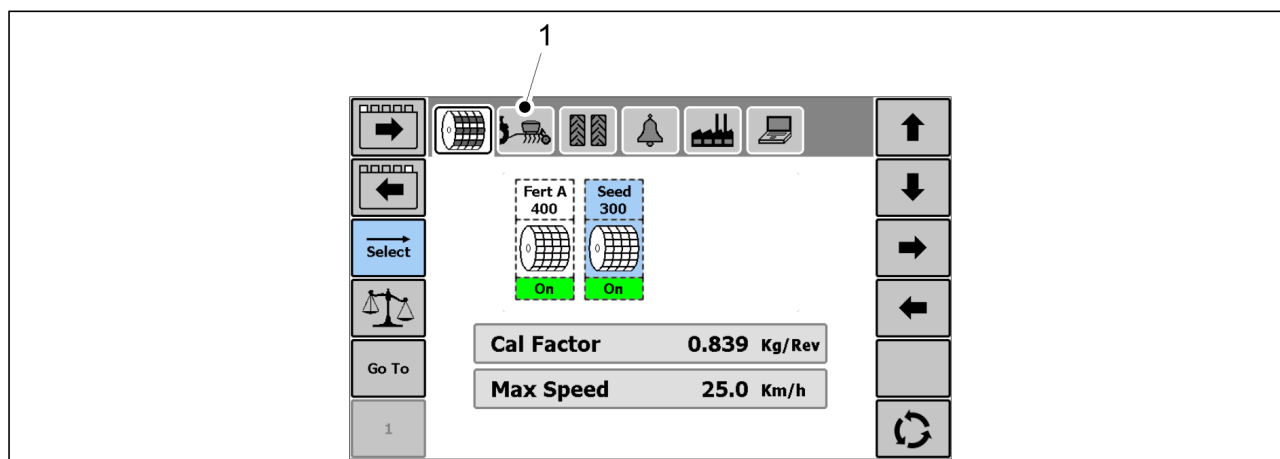 1
Fert A
400
Seed
300
Select
On
On
Cal Factor 0.839 Kg/Rev
Go To
Max Speed 25.0 Km/h
1